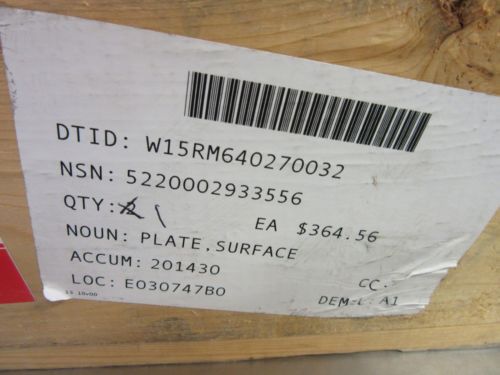 DTID: W15RM640270032
NSN: 5220002933556
QTY: 1 EA $364.56
NOUN: PLATE,SURFACE
ACCUM: 201430 CC:
LOC: E030747B0 DEM-L: A1